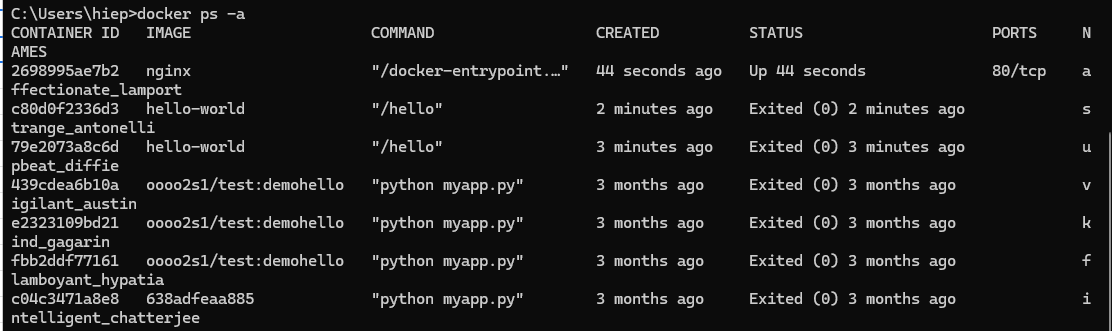 C:\Users\hiep>docker ps -a
CONTAINER ID   IMAGE                    COMMAND                  CREATED          STATUS                     PORTS     N
AMES
2698995ae7b2   nginx                    "/docker-entrypoint.…"   44 seconds ago   Up 44 seconds              80/tcp    a
ffectionate_lamport
c80d0f2336d3   hello-world              "/hello"                 2 minutes ago    Exited (0) 2 minutes ago             s
trange_antonelli
79e2073a8c6d   hello-world              "/hello"                 3 minutes ago    Exited (0) 3 minutes ago             u
pbeat_diffie
439cdea6b10a   oooo2s1/test:demohello   "python myapp.py"        3 months ago     Exited (0) 3 months ago              v
igilant_austin
e2323109bd21   oooo2s1/test:demohello   "python myapp.py"        3 months ago     Exited (0) 3 months ago              k
ind_gagarin
fbb2ddf77161   oooo2s1/test:demohello   "python myapp.py"        3 months ago     Exited (0) 3 months ago              f
lamboyant_hypatia
c04c3471a8e8   638adfeaa885             "python myapp.py"        3 months ago     Exited (0) 3 months ago              i
ntelligent_chatterjee